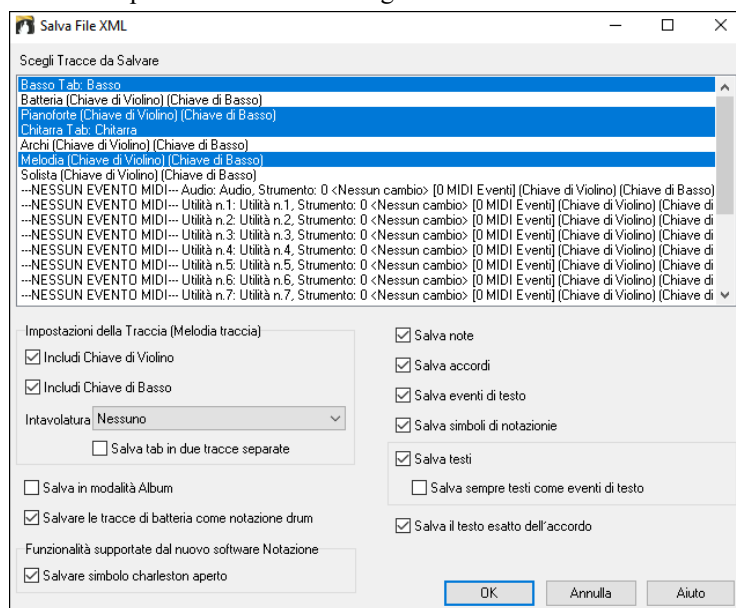 Salva File XML
Scegli Tracce da Salvare
Basso Tab: Basso
Batteria (Chiave di Violino) (Chiave di Basso)
Pianoforte (Chiave di Violino) (Chiave di Basso)
Chitarra Tab: Chitarra
Archi (Chiave di Violino) (Chiave di Basso)
Melodia (Chiave di Violino) (Chiave di Basso)
Solista (Chiave di Violino) (Chiave di Basso)
---NESSUN EVENTO MIDI--- Audio: Audio, Strumento: 0 <Nessun cambio> [0 MIDI Eventi] (Chiave di Violino) (Chiave di Basso)
---NESSUN EVENTO MIDI--- Utilità n.1: Utilità n.1, Strumento: 0 <Nessun cambio> [0 MIDI Eventi] (Chiave di Violino) (Chiave di
---NESSUN EVENTO MIDI--- Utilità n.2: Utilità n.2, Strumento: 0 <Nessun cambio> [0 MIDI Eventi] (Chiave di Violino) (Chiave di
---NESSUN EVENTO MIDI--- Utilità n.3: Utilità n.3, Strumento: 0 <Nessun cambio> [0 MIDI Eventi] (Chiave di Violino) (Chiave di
---NESSUN EVENTO MIDI--- Utilità n.4: Utilità n.4, Strumento: 0 <Nessun cambio> [0 MIDI Eventi] (Chiave di Violino) (Chiave di
---NESSUN EVENTO MIDI--- Utilità n.5: Utilità n.5, Strumento: 0 <Nessun cambio> [0 MIDI Eventi] (Chiave di Violino) (Chiave di
---NESSUN EVENTO MIDI--- Utilità n.6: Utilità n.6, Strumento: 0 <Nessun cambio> [0 MIDI Eventi] (Chiave di Violino) (Chiave di
---NESSUN EVENTO MIDI--- Utilità n.7: Utilità n.7, Strumento: 0 <Nessun cambio> [0 MIDI Eventi] (Chiave di Violino) (Chiave di
Impostazioni della Traccia (Melodia traccia)
Includi Chiave di Violino
Includi Chiave di Basso
Intavolatura Nessuno
Salva tab in due tracce separate
Salva in modalità Album
Salvare le tracce di batteria come notazione drum
Funzionalità supportate dal nuovo software Notazione
Salvare simbolo charleston aperto
Salva note
Salva accordi
Salva eventi di testo
Salva simboli di notazionie
Salva testi
Salva sempre testi come eventi di testo
Salva il testo esatto dell'accordo
OK Annulla Aiuto